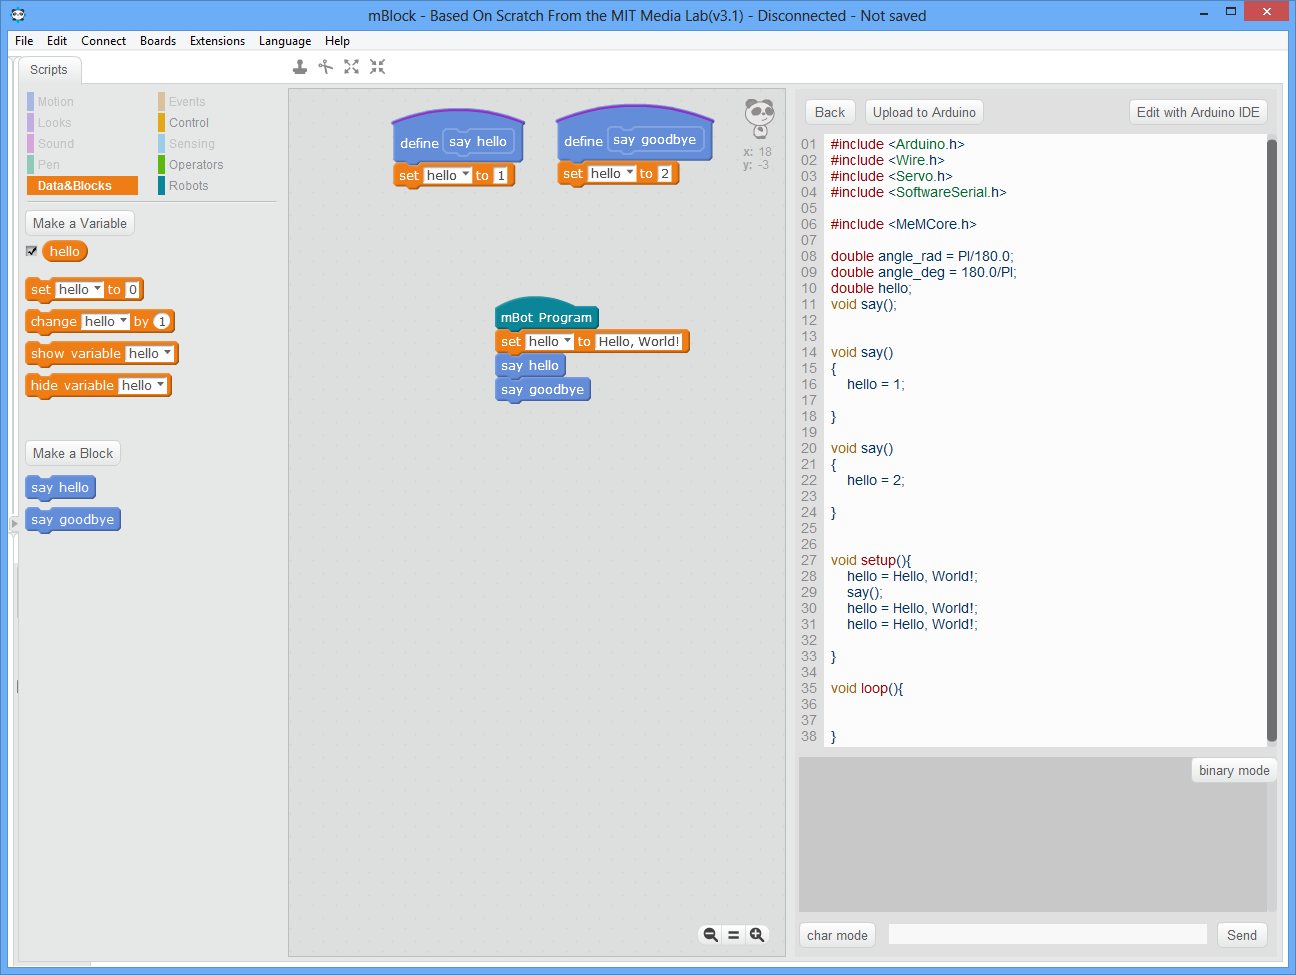 mBlock - Based On Scratch From the MIT Media Lab(v3.1) - Disconnected - Not saved
File Edit Connect Boards Extensions Language Help
Scripts
Motion Events
Looks Control
Sound Sensing
Pen Operators
Data&Blocks Robots
Make a Variable
hello
set hello to 0
change hello by 1
show variable hello
hide variable hello
Make a Block
say hello
say goodbye
define say hello
set hello to 1
define say goodbye
set hello to 2
x: 18
y: -3
mBot Program
set hello to Hello, World!
say hello
say goodbye
Back Upload to Arduino Edit with Arduino IDE
01 #include <Arduino.h>
02 #include <Wire.h>
03 #include <Servo.h>
04 #include <SoftwareSerial.h>
05
06 #include <MeMCore.h>
07
08 double angle_rad = PI/180.0;
09 double angle_deg = 180.0/PI;
10 double hello;
11 void say();
12
13
14 void say()
15 {
16 hello = 1;
17
18 }
19
20 void say()
21 {
22 hello = 2;
23
24 }
25
26
27 void setup(){
28 hello = Hello, World!;
29 say();
30 hello = Hello, World!;
31 hello = Hello, World!;
32
33 }
34
35 void loop(){
36
37
38 }
binary mode
char mode Send